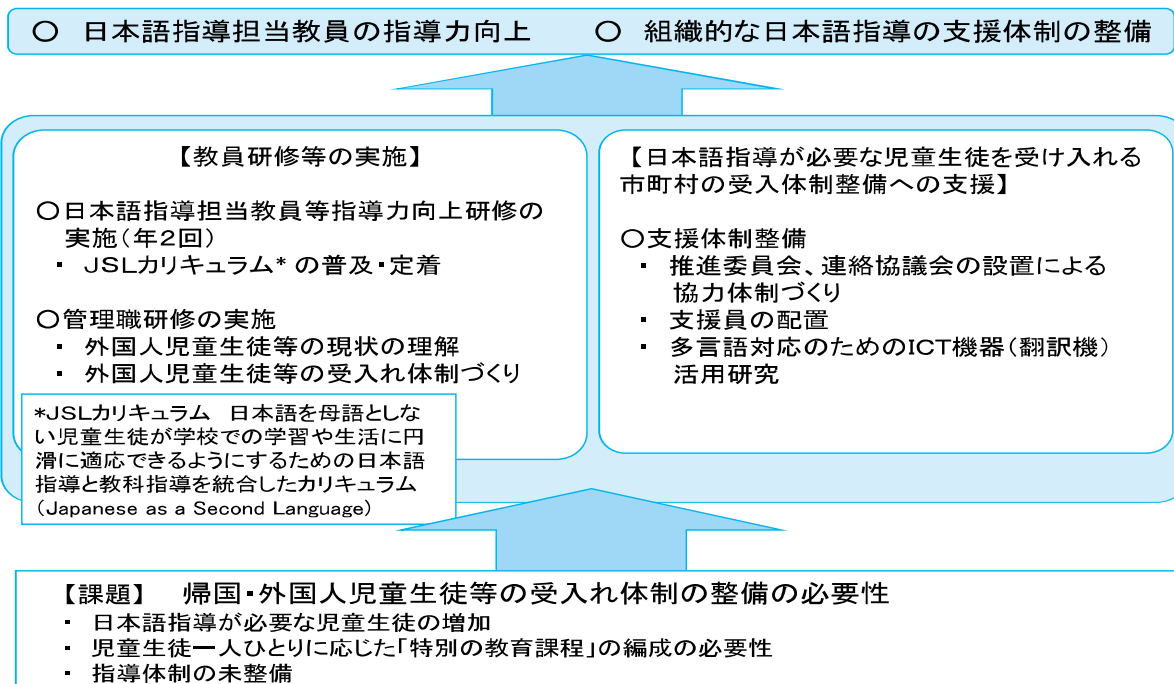 ○ 日本語指導担当教員の指導力向上　　○ 組織的な日本語指導の支援体制の整備
【教員研修等の実施】
○日本語指導担当教員等指導力向上研修の
実施(年2回)
・ JSLカリキュラム* の普及・定着
○管理職研修の実施
・ 外国人児童生徒等の現状の理解
・ 外国人児童生徒等の受入れ体制づくり
*JSLカリキュラム　日本語を母語としな
い児童生徒が学校での学習や生活に円
滑に適応できるようにするための日本語
指導と教科指導を統合したカリキュラム
(Japanese as a Second Language)
【日本語指導が必要な児童生徒を受け入れる
市町村の受入体制整備への支援】
○支援体制整備
・ 推進委員会、連絡協議会の設置による
協力体制づくり
・ 支援員の配置
・ 多言語対応のためのICT機器(翻訳機)
活用研究
【課題】　帰国・外国人児童生徒等の受入れ体制の整備の必要性
・ 日本語指導が必要な児童生徒の増加
・ 児童生徒一人ひとりに応じた「特別の教育課程」の編成の必要性
・ 指導体制の未整備